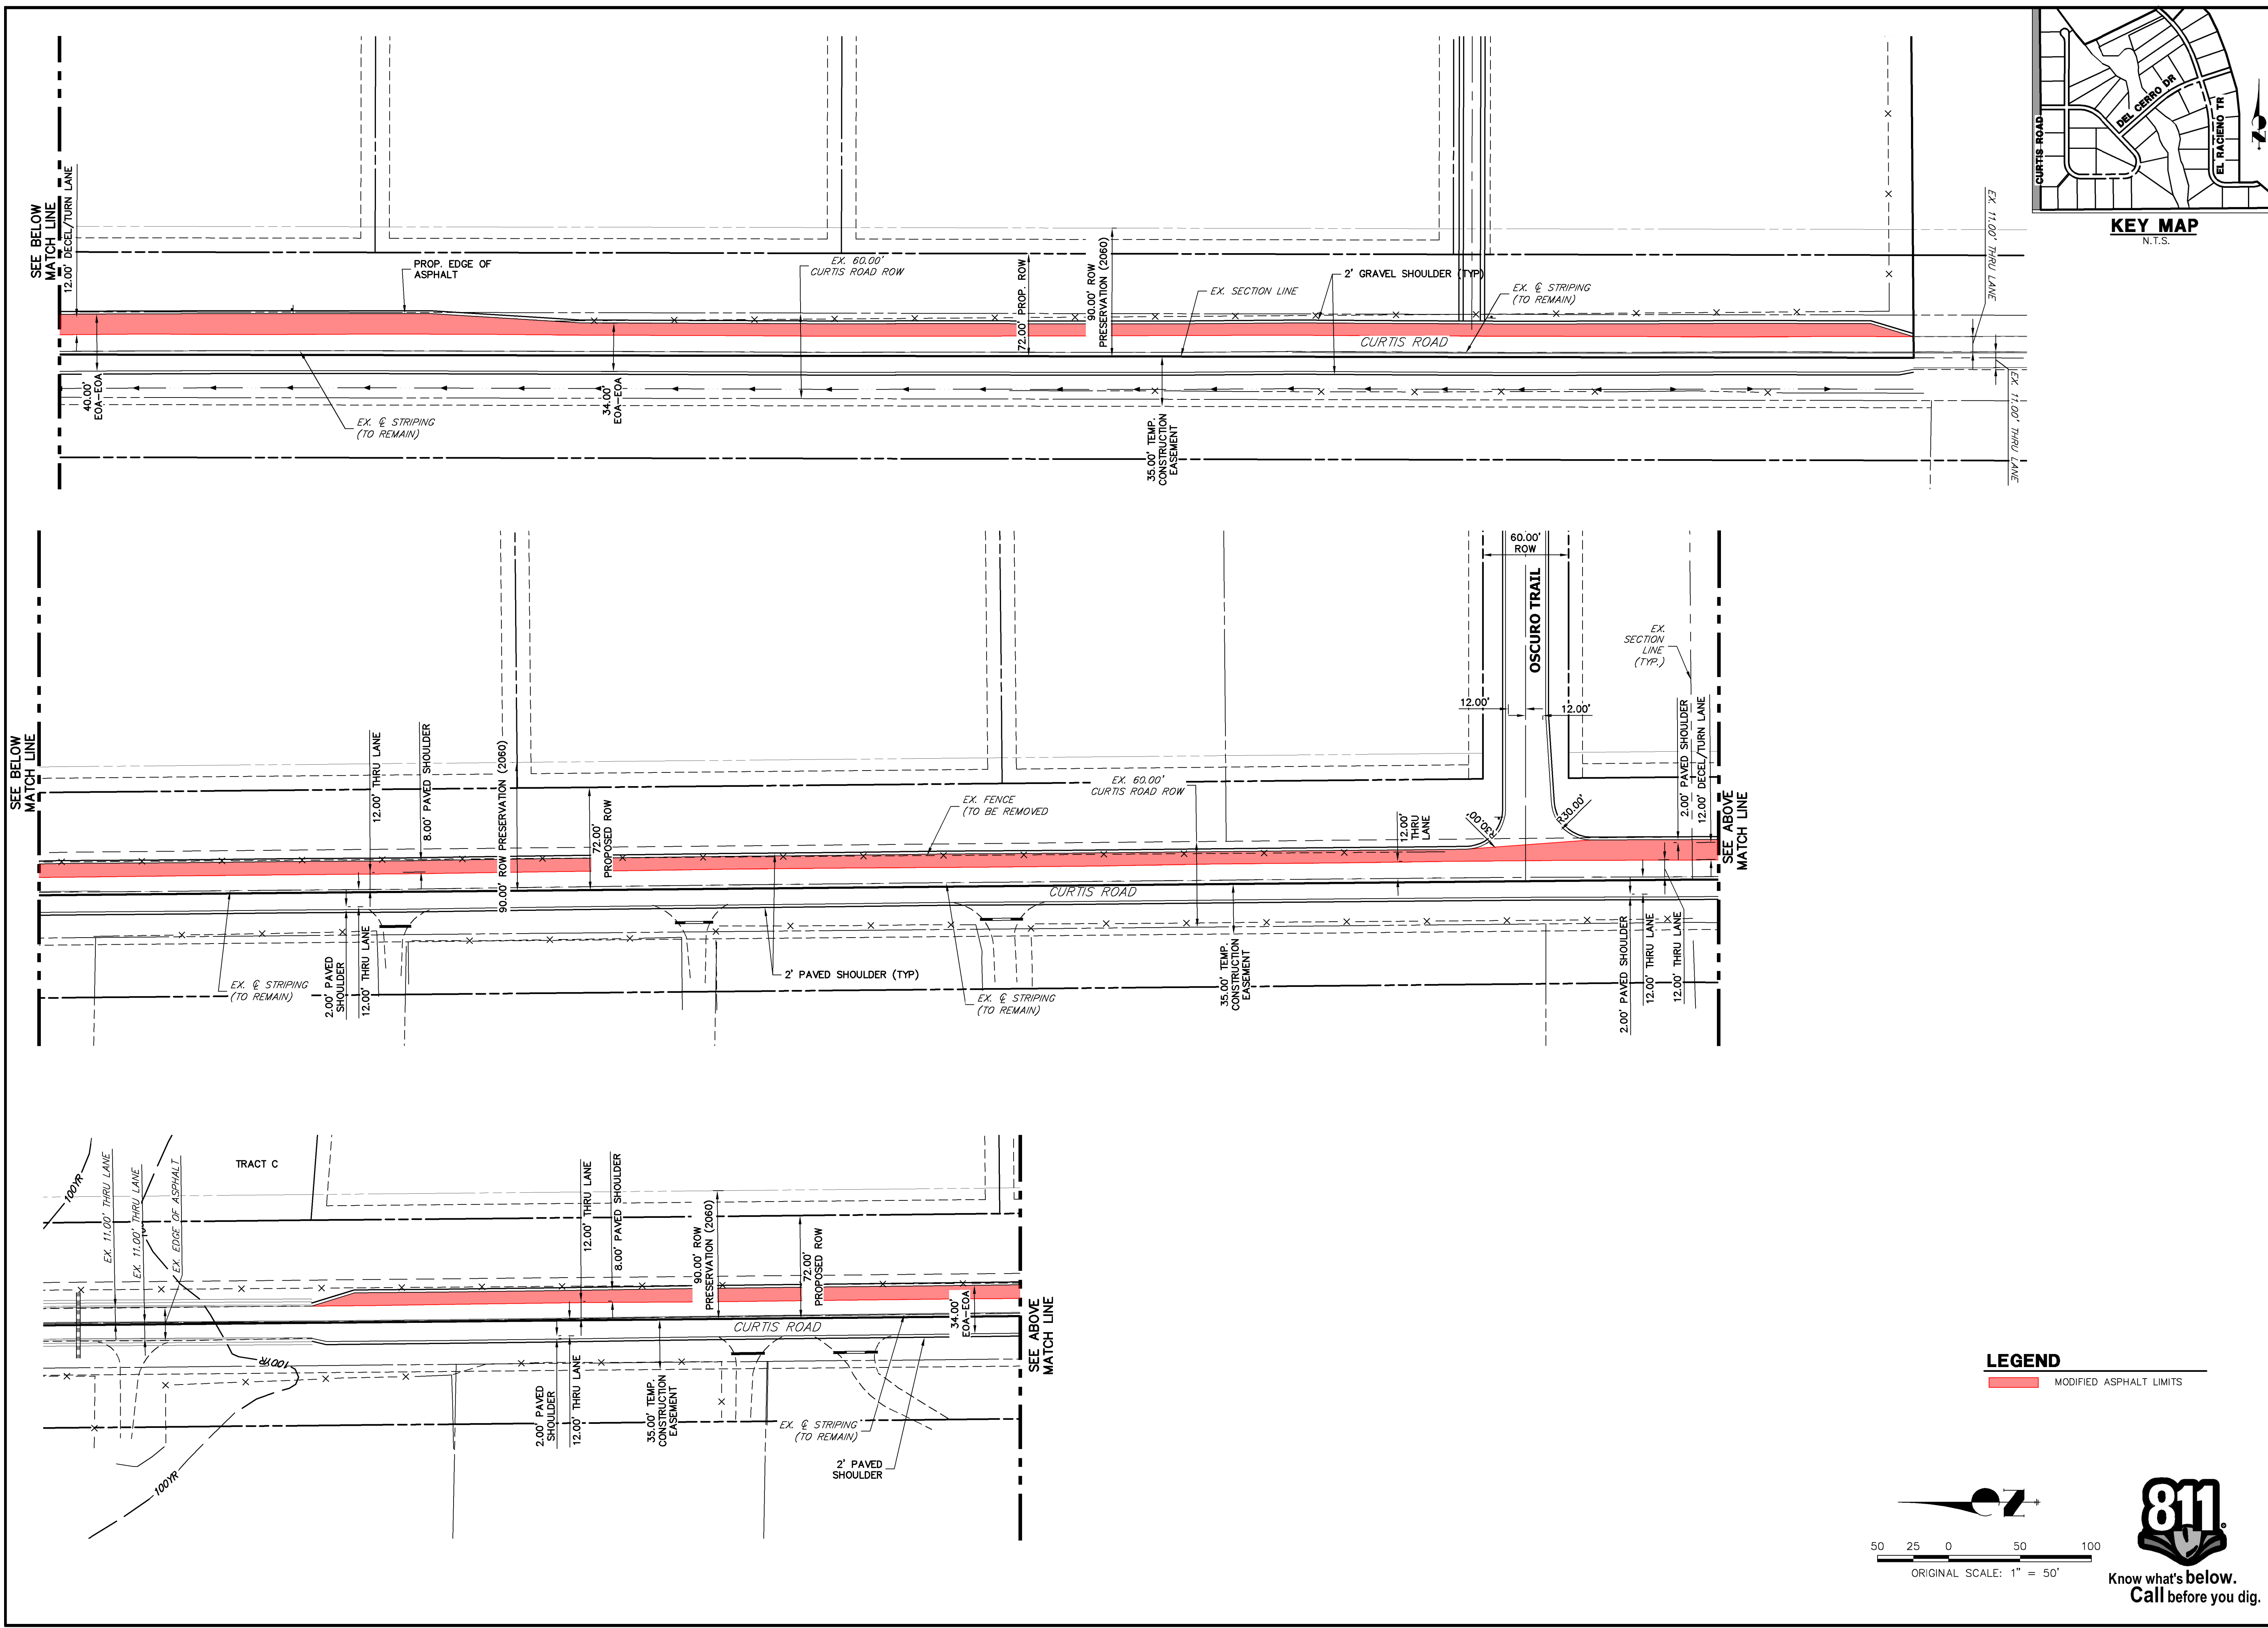 SEE BELOW
MATCH LINE
12.00' DECEL/TURN LANE
PROP. EDGE OF
ASPHALT
EX. 60.00'
CURTIS ROAD ROW
72.00' PROP. ROW
90.00' ROW
PRESERVATION (2060)
EX. SECTION LINE
2' GRAVEL SHOULDER (TYP)
EX. ℄ STRIPING
(TO REMAIN)
CURTIS ROAD
EX. 11.00' THRU LANE
EX. 11.00' THRU LANE
40.00'
EOA-EOA
34.00'
EOA-EOA
EX. ℄ STRIPING
(TO REMAIN)
35.00' TEMP.
CONSTRUCTION
EASEMENT
CURTIS ROAD
DEL CERRO DR
EL RACIENO TR
N
KEY MAP
N.T.S.
SEE BELOW
MATCH LINE
12.00' THRU LANE
8.00' PAVED SHOULDER
90.00' ROW PRESERVATION (2060)
72.00'
PROPOSED ROW
EX. FENCE
(TO BE REMOVED
EX. 60.00'
CURTIS ROAD ROW
12.00'
THRU
LANE
60.00'
ROW
OSCURO TRAIL
12.00'
12.00'
R30.00'
R30.00'
EX.
SECTION
LINE
(TYP.)
2.00' PAVED SHOULDER
12.00' DECEL/TURN LANE
SEE ABOVE
MATCH LINE
CURTIS ROAD
EX. ℄ STRIPING
(TO REMAIN)
2.00' PAVED
SHOULDER
12.00' THRU LANE
2' PAVED SHOULDER (TYP)
EX. ℄ STRIPING
(TO REMAIN)
35.00' TEMP.
CONSTRUCTION
EASEMENT
2.00' PAVED SHOULDER
12.00' THRU LANE
12.00' THRU LANE
100YR
EX. 11.00' THRU LANE
EX. 11.00' THRU LANE
EX. EDGE OF ASPHALT
TRACT C
12.00' THRU LANE
8.00' PAVED SHOULDER
90.00' ROW
PRESERVATION (2060)
72.00'
PROPOSED ROW
34.00'
EOA-EOA
SEE ABOVE
MATCH LINE
CURTIS ROAD
100YR
100YR
2.00' PAVED
SHOULDER
12.00' THRU LANE
35.00' TEMP.
CONSTRUCTION
EASEMENT
EX. ℄ STRIPING
(TO REMAIN)
2' PAVED
SHOULDER
LEGEND
MODIFIED ASPHALT LIMITS
N
50 25 0 50 100
ORIGINAL SCALE: 1" = 50'
811
Know what's below.
Call before you dig.